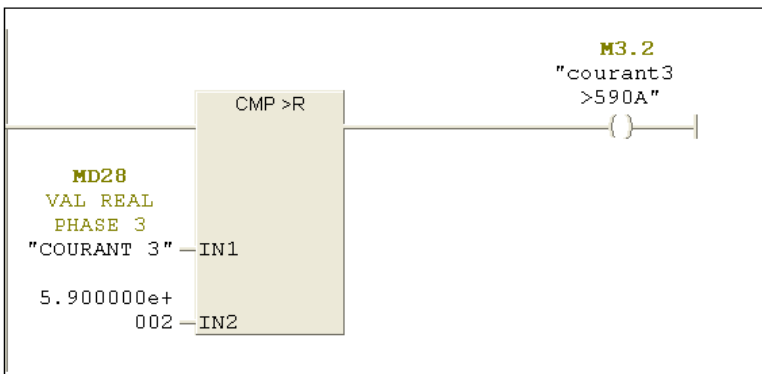 M3.2
"courant3
>590A"
CMP >R
( )
MD28
VAL REAL
PHASE 3
"COURANT 3"
IN1
5.900000e+
002
IN2